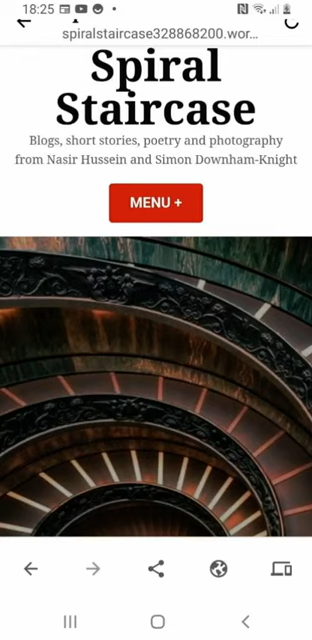 18:25
spiralstaircase328868200.wor...
Spiral
Staircase
Blogs, short stories, poetry and photography
from Nasir Hussein and Simon Downham-Knight
MENU +